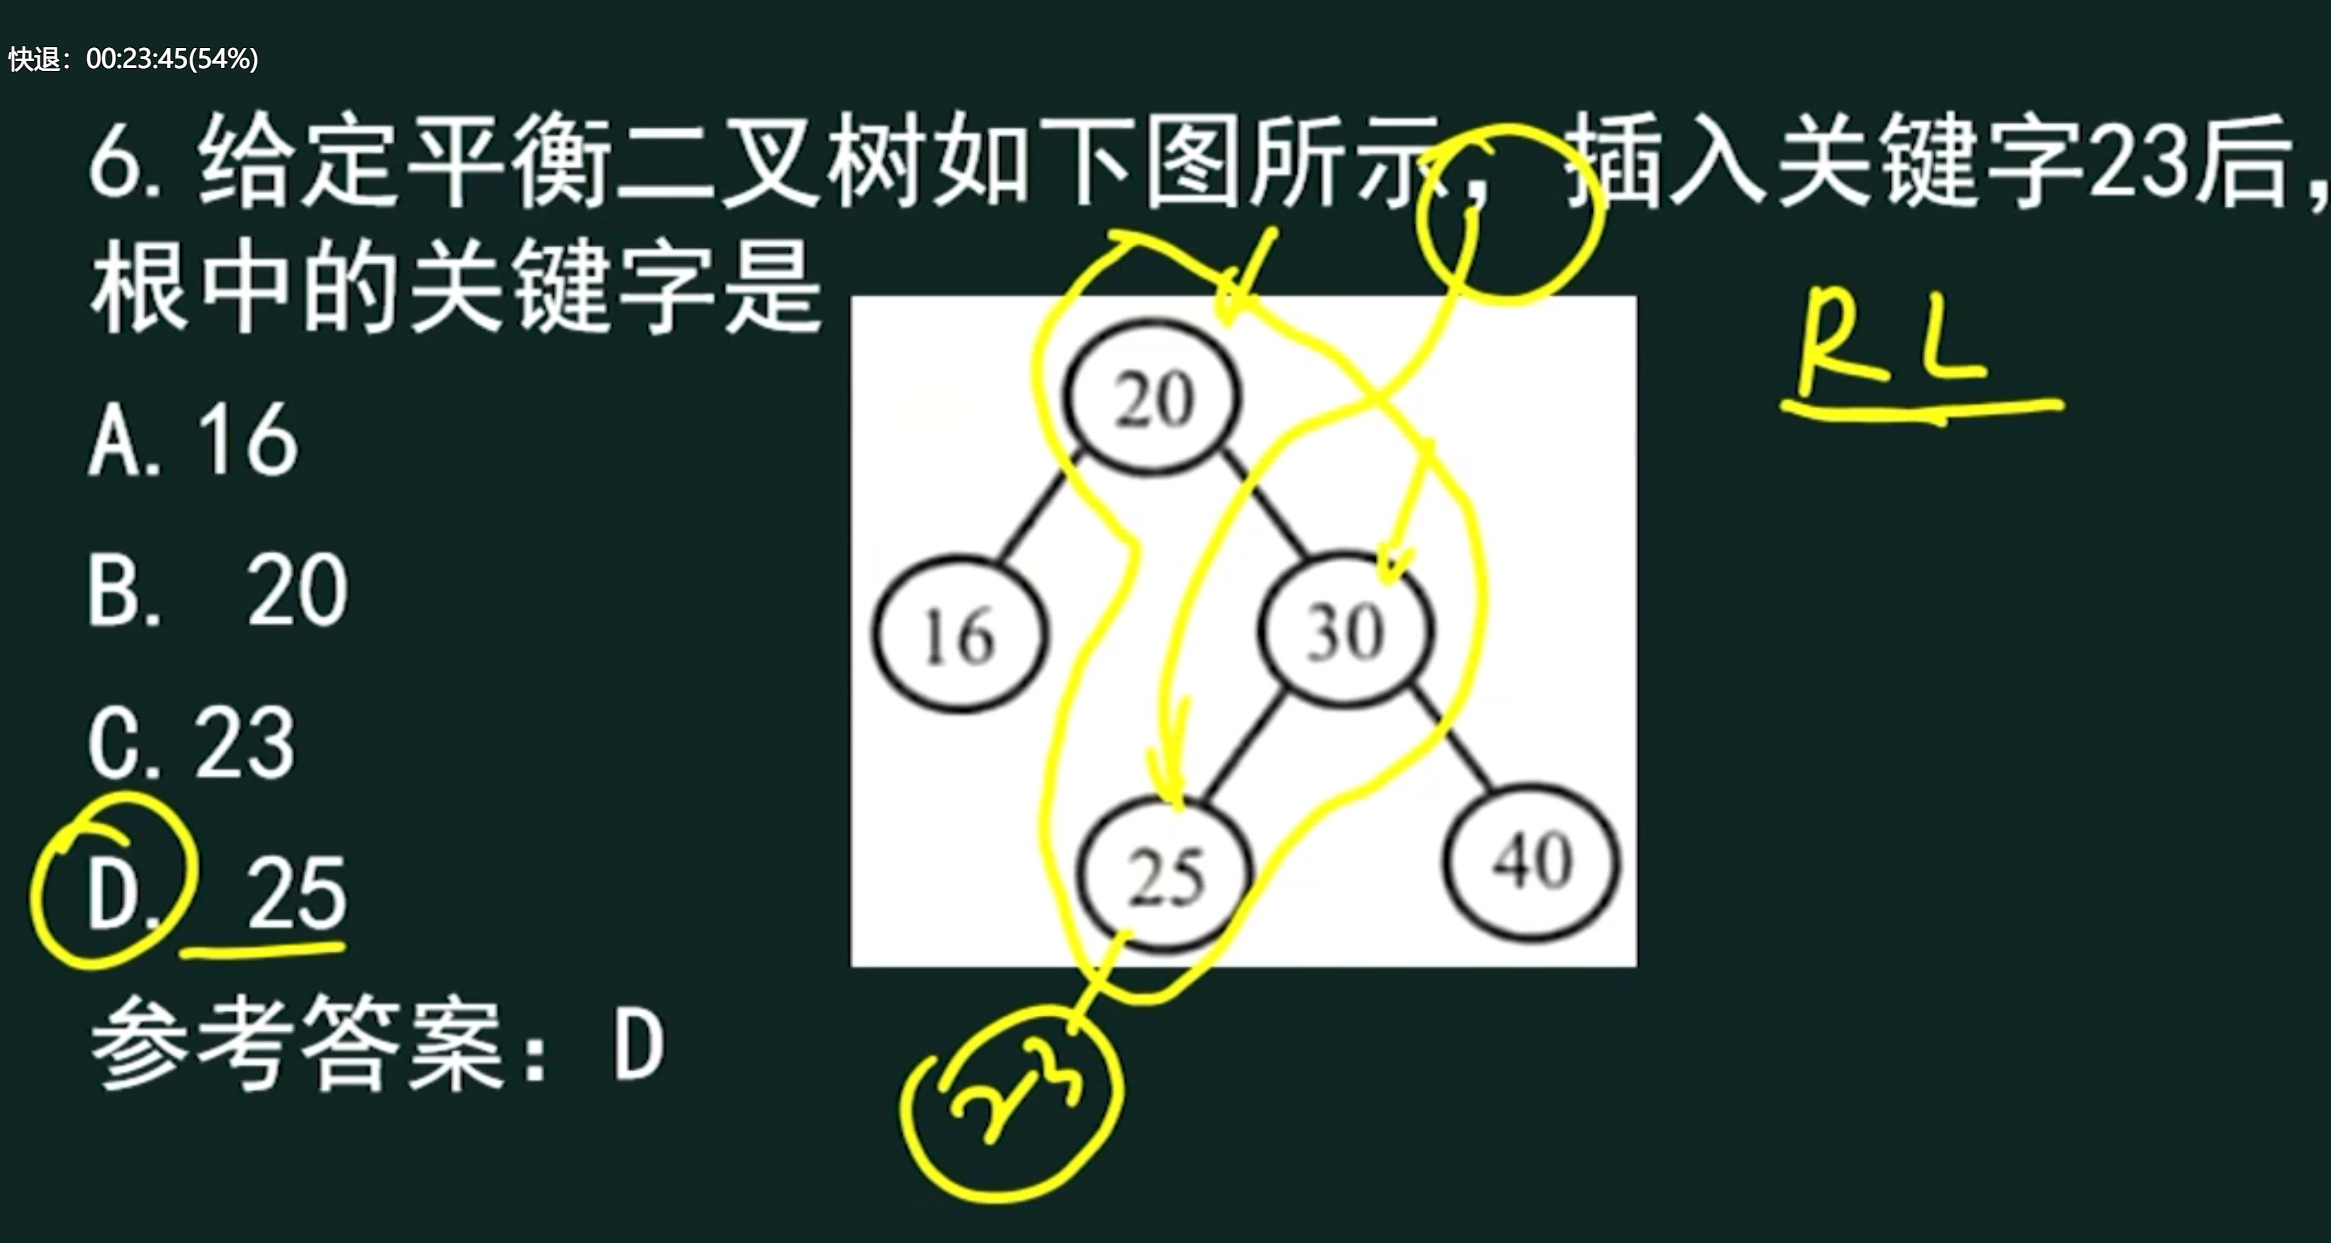 快退：00:23:45(54%)
6. 给定平衡二叉树如下图所示，插入关键字23后，
根中的关键字是
RL
20
A. 16
B. 20
16
30
C. 23
D. 25
25
40
参考答案：D
23